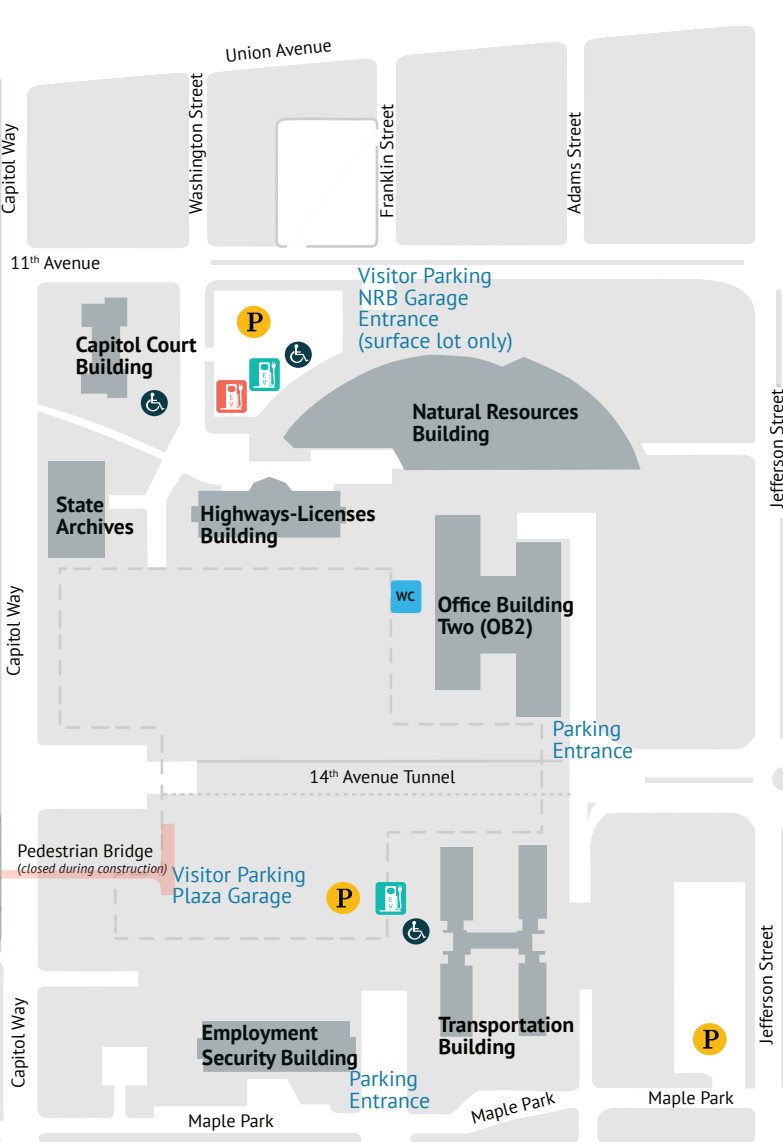 Union Avenue
Capitol Way
Washington Street
Franklin Street
Adams Street
11th Avenue
Visitor Parking
NRB Garage
Entrance
(surface lot only)
P
EV
EV
Capitol Court
Building
Natural Resources
Building
Jefferson Street
State
Archives
Highways-Licenses
Building
WC
Office Building
Two (OB2)
Capitol Way
Parking
Entrance
14th Avenue Tunnel
Pedestrian Bridge
(closed during construction)
Visitor Parking
Plaza Garage
P
EV
Jefferson Street
Capitol Way
Employment
Security Building
Transportation
Building
P
Parking
Entrance
Maple Park
Maple Park
Maple Park